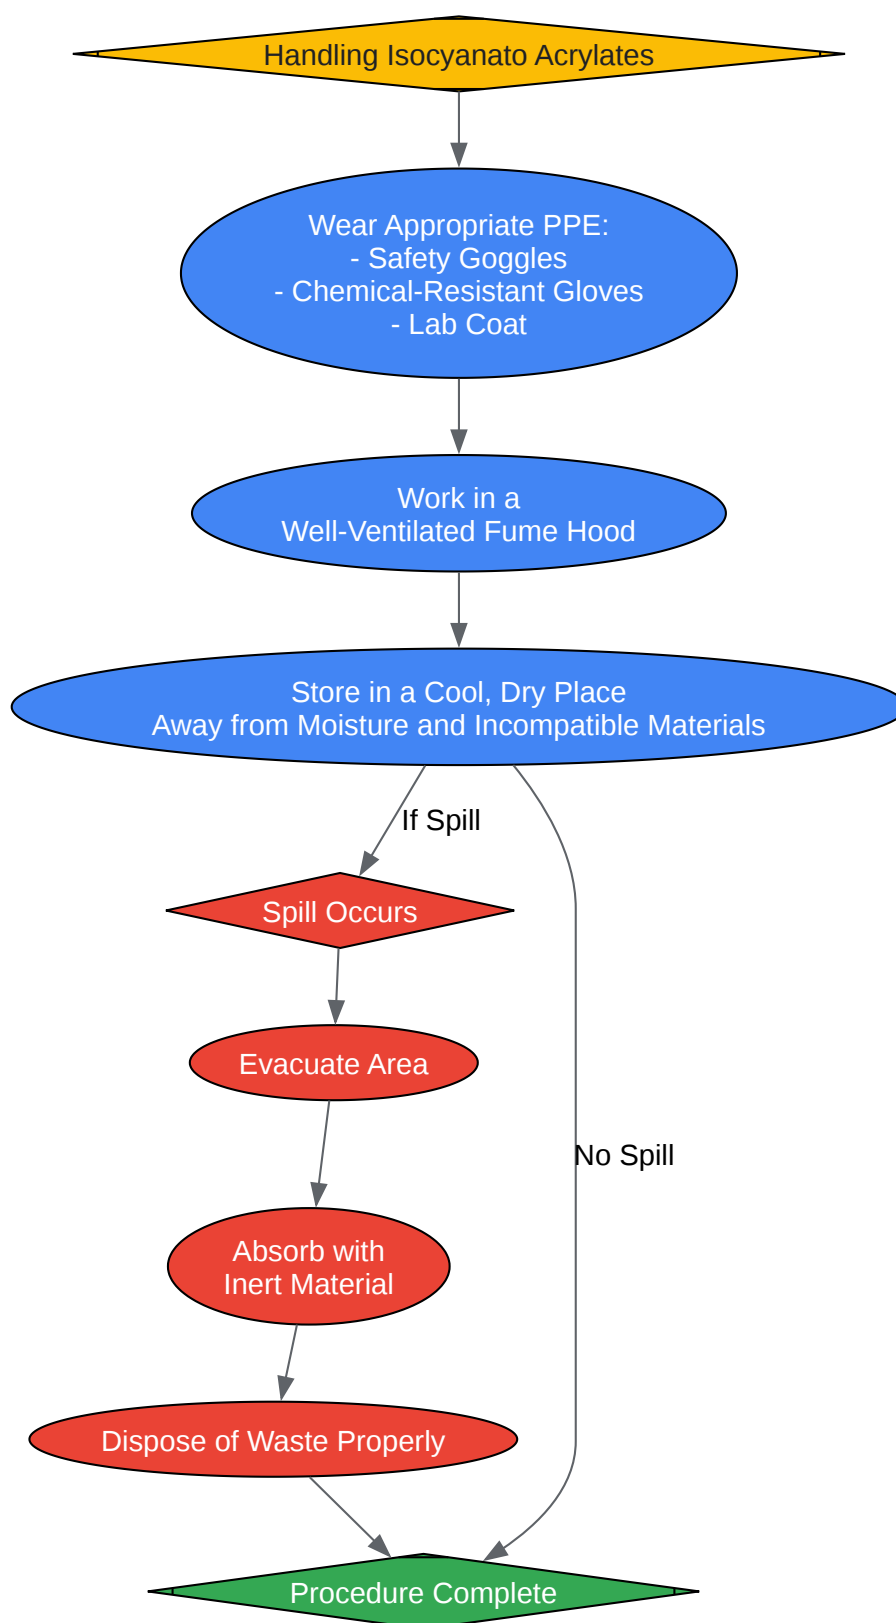 Handling Isocyanato Acrylates
Wear Appropriate PPE:
- Safety Goggles
- Chemical-Resistant Gloves
- Lab Coat
Work in a
Well-Ventilated Fume Hood
Store in a Cool, Dry Place
Away from Moisture and Incompatible Materials
If Spill
Spill Occurs
Evacuate Area
No Spill
Absorb with
Inert Material
Dispose of Waste Properly
Procedure Complete